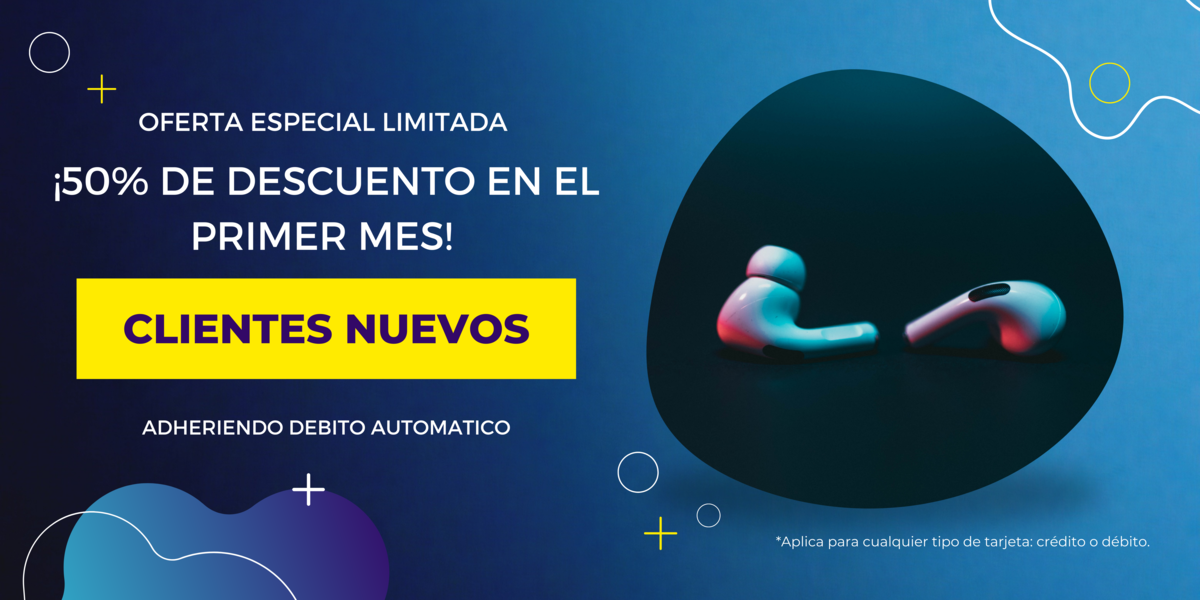 OFERTA ESPECIAL LIMITADA
¡50% DE DESCUENTO EN EL
PRIMER MES!
CLIENTES NUEVOS
ADHERIENDO DEBITO AUTOMATICO
*Aplica para cualquier tipo de tarjeta: crédito o débito.